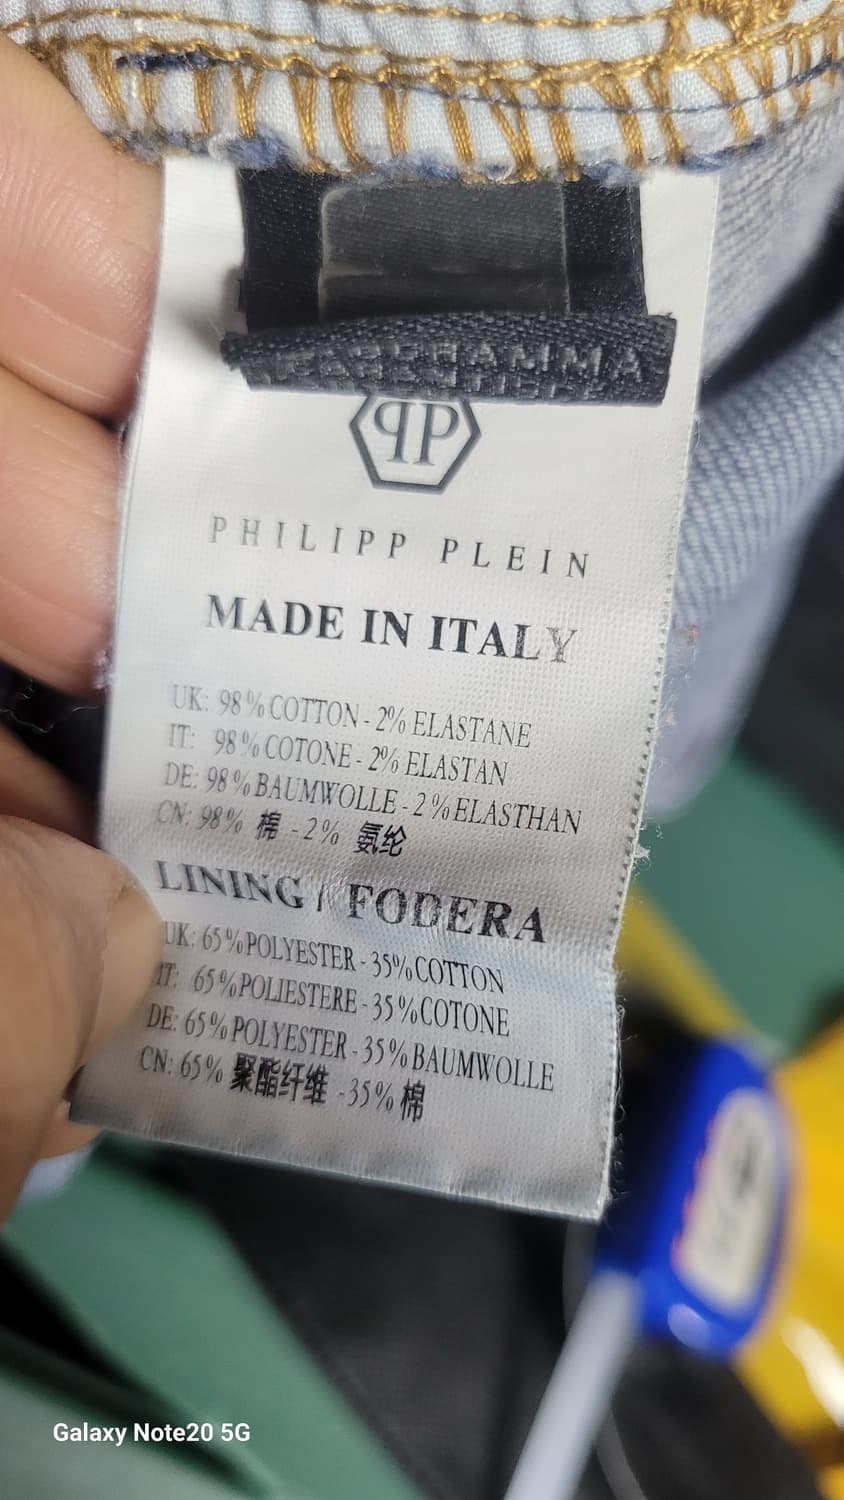 PHILIPP PLEIN
MADE IN ITALY
UK: 98% COTTON - 2% ELASTANE
IT: 98% COTONE - 2% ELASTAN
DE: 98% BAUMWOLLE - 2% ELASTHAN
CN: 98% 棉 - 2% 氨纶
LINING / FODERA
UK: 65% POLYESTER - 35% COTTON
IT: 65% POLIESTERE - 35% COTONE
DE: 65% POLYESTER - 35% BAUMWOLLE
CN: 65% 聚酯纤维 - 35% 棉
Galaxy Note20 5G